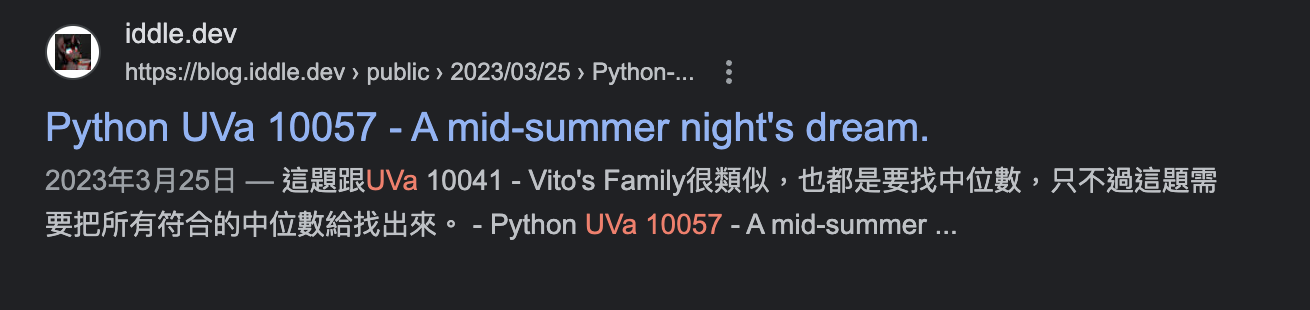 iddle.dev
https://blog.iddle.dev › public › 2023/03/25 › Python-...
Python UVa 10057 - A mid-summer night's dream.
2023年3月25日 — 這題跟UVa 10041 - Vito's Family很類似，也都是要找中位數，只不過這題需
要把所有符合的中位數給找出來。 - Python UVa 10057 - A mid-summer ...